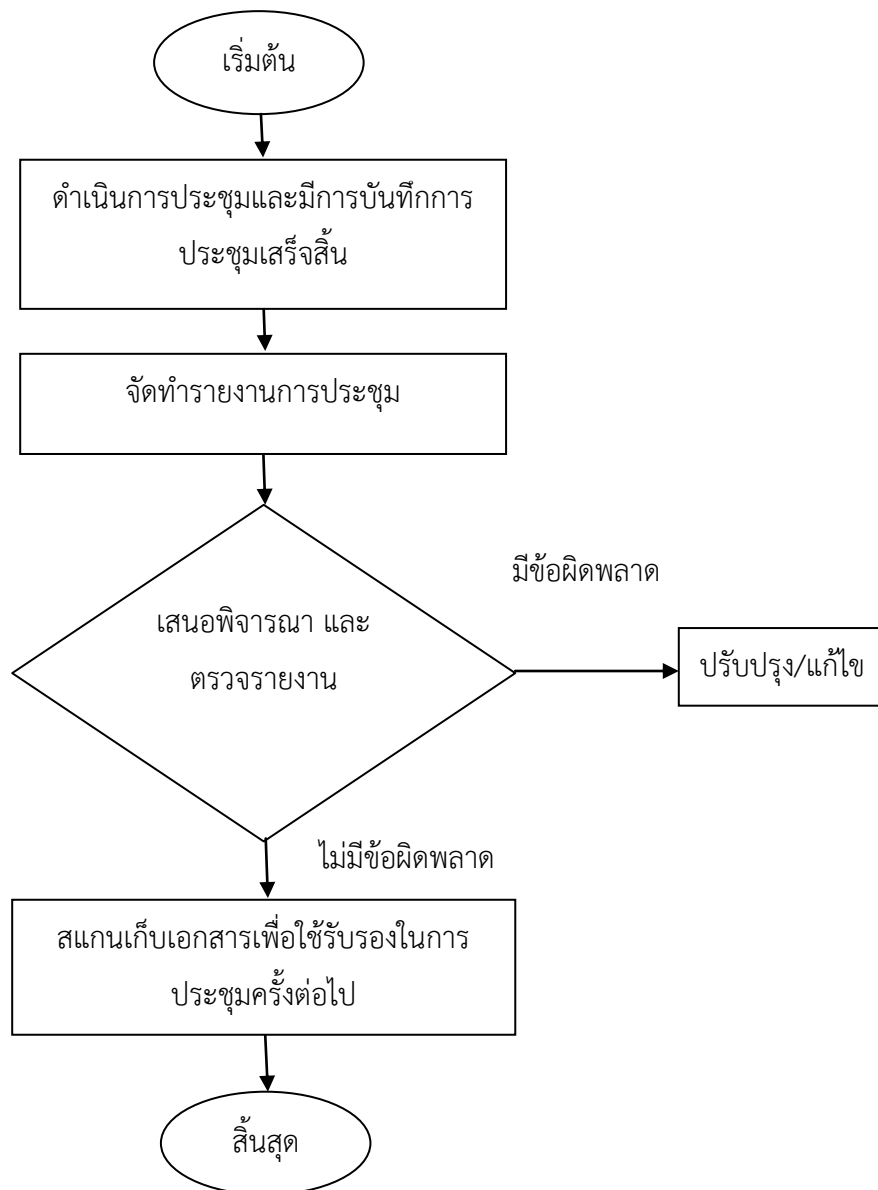 เริ่มต้น
ดำเนินการประชุมและมีการบันทึกการ
ประชุมเสร็จสิ้น
จัดทำรายงานการประชุม
มีข้อผิดพลาด
เสนอพิจารณา และ
ตรวจรายงาน
ปรับปรุง/แก้ไข
ไม่มีข้อผิดพลาด
สแกนเก็บเอกสารเพื่อใช้รับรองในการ
ประชุมครั้งต่อไป
สิ้นสุด